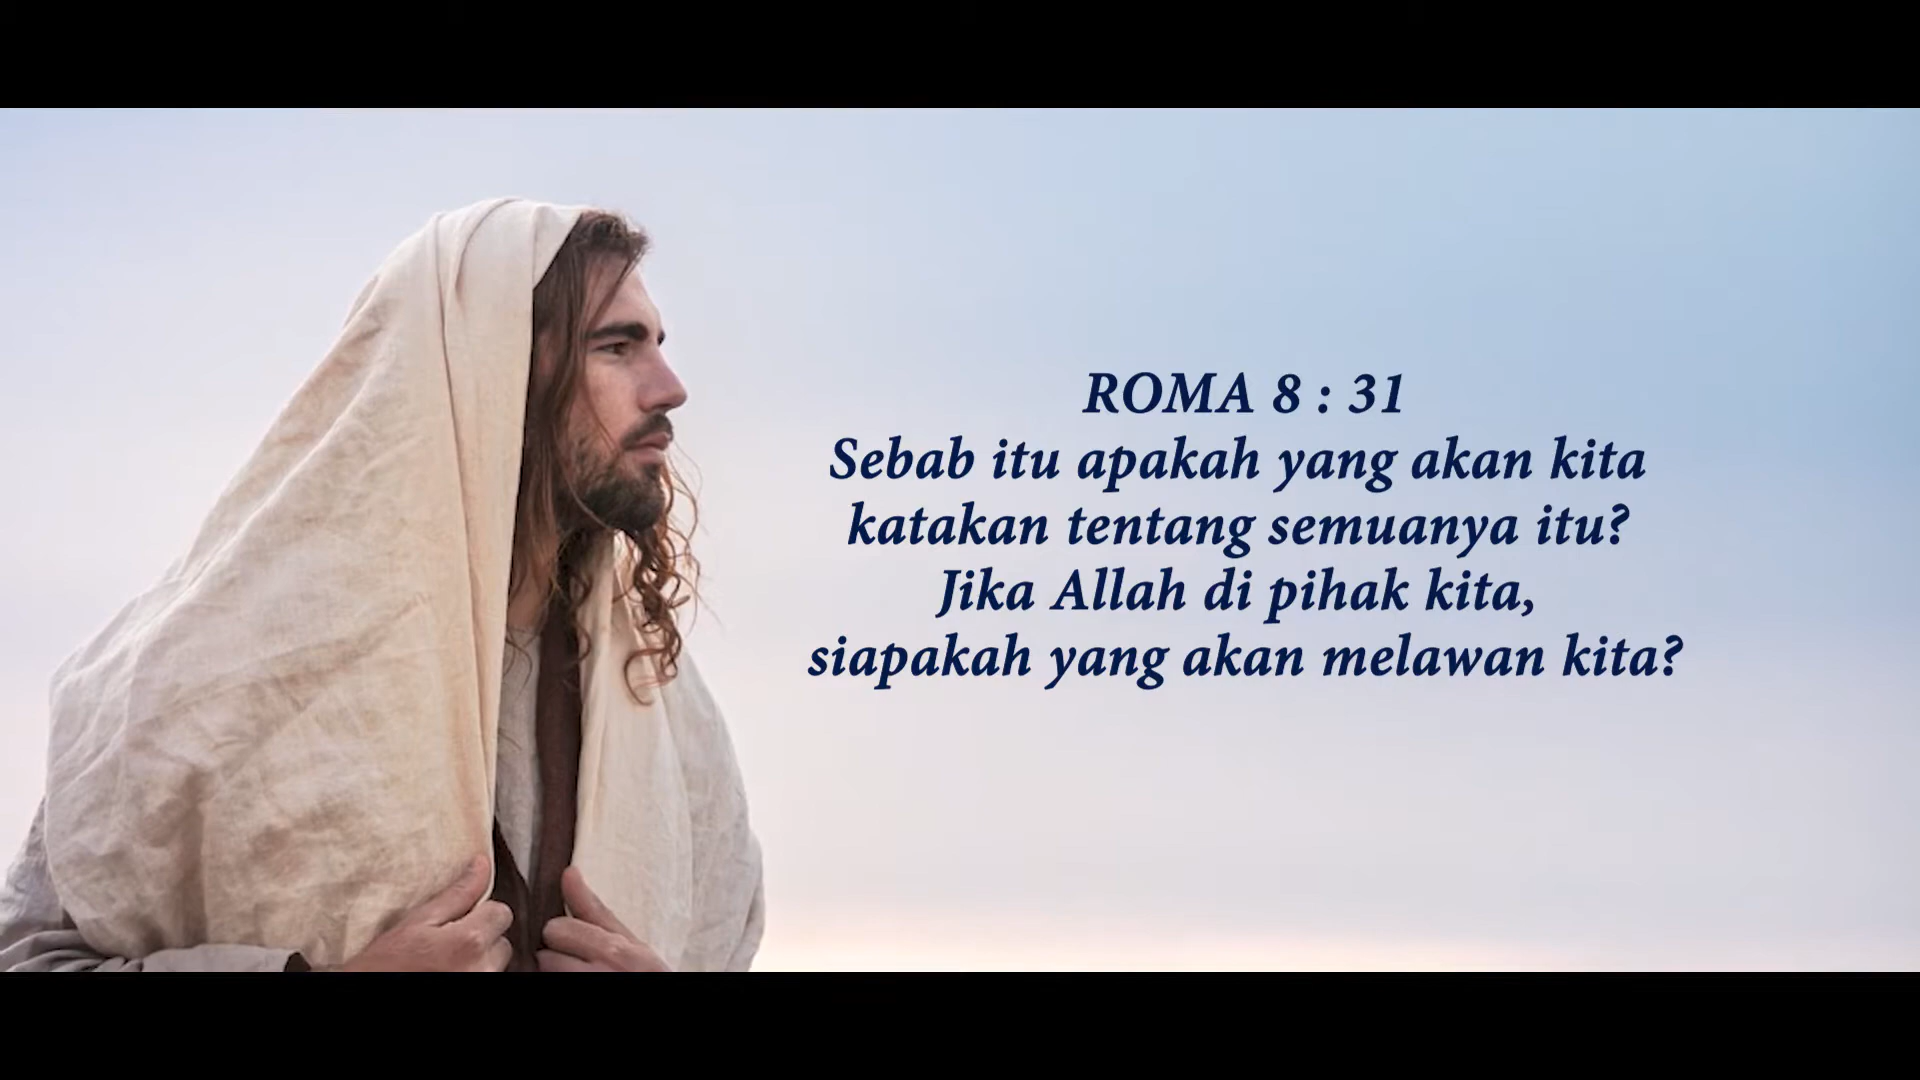 ROMA 8 : 31
Sebab itu apakah yang akan kita
katakan tentang semuanya itu?
Jika Allah di pihak kita,
siapakah yang akan melawan kita?